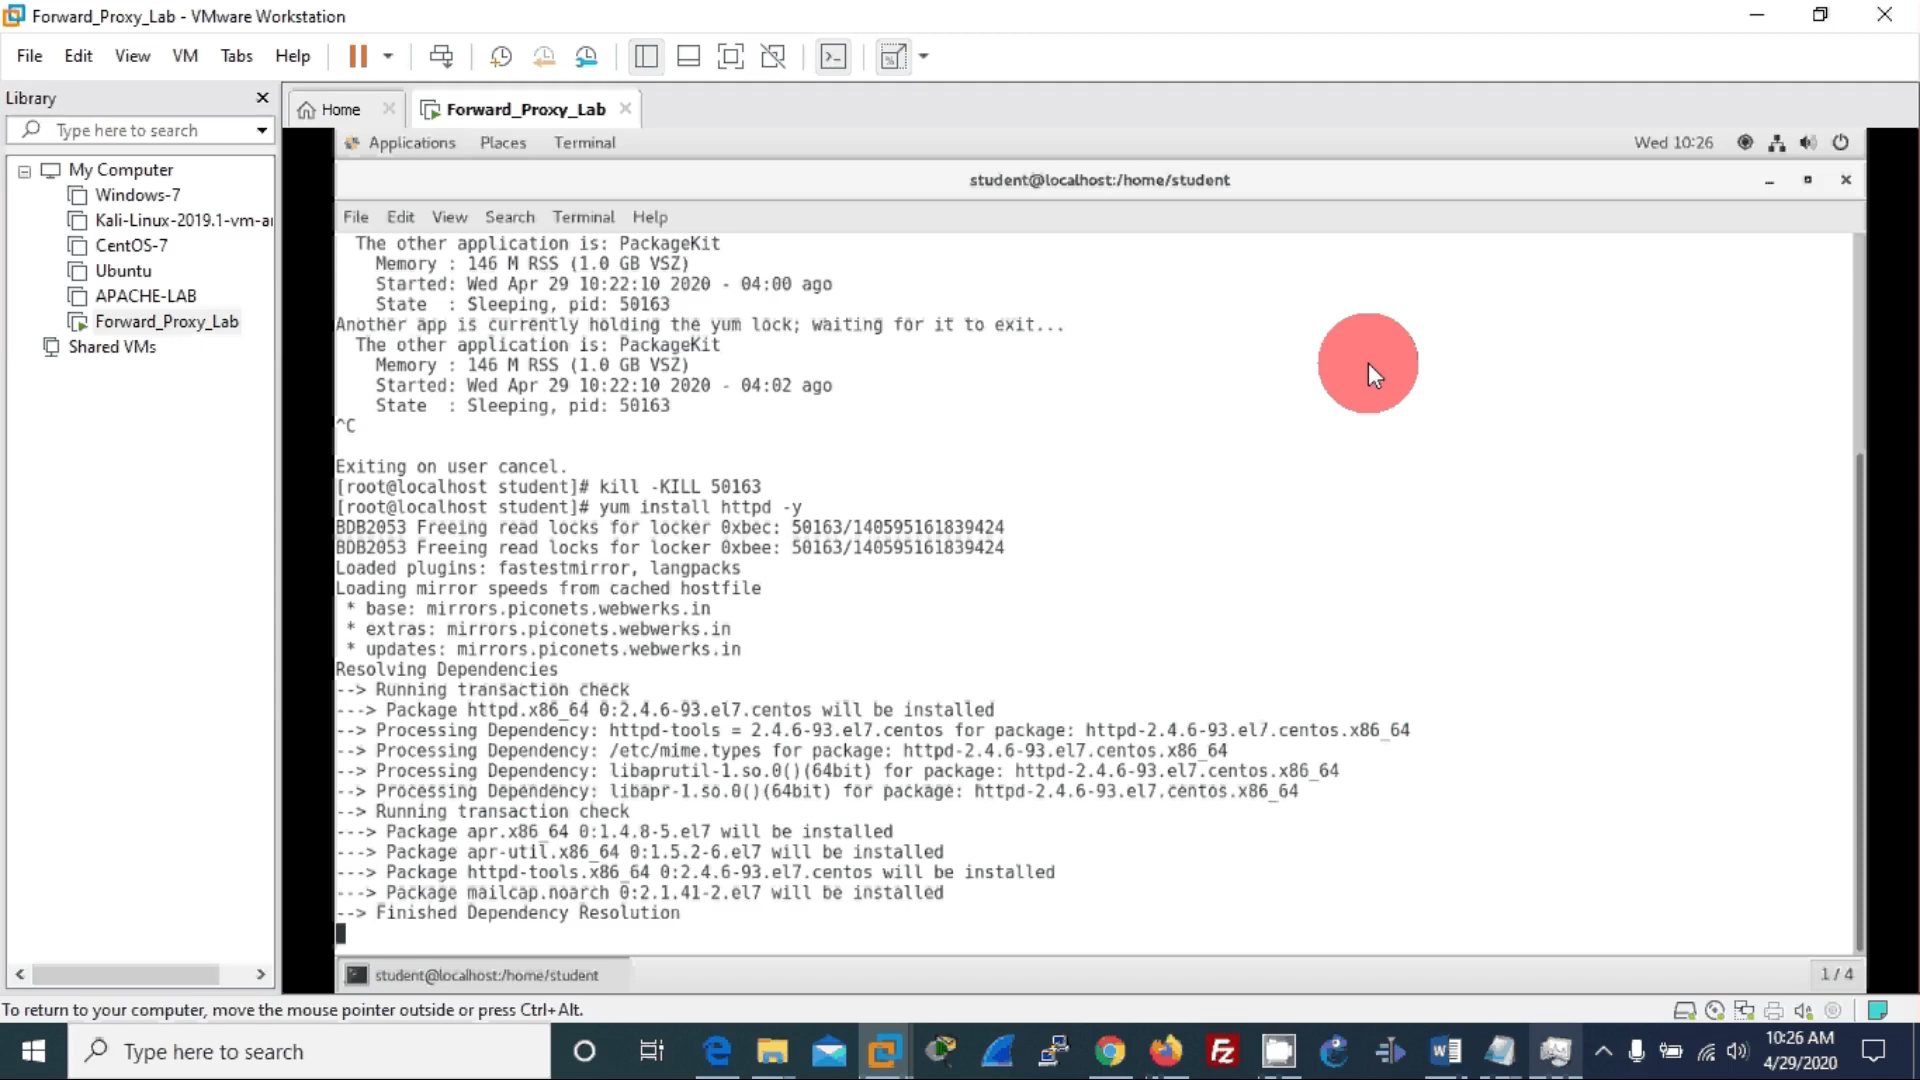 Forward_Proxy_Lab - VMware Workstation
File Edit View VM Tabs Help
Library
Type here to search
My Computer
Windows-7
Kali-Linux-2019.1-vm-a
CentOS-7
Ubuntu
APACHE-LAB
Forward_Proxy_Lab
Shared VMs
Home
Forward_Proxy_Lab
Applications Places Terminal
Wed 10:26
student@localhost:/home/student
File Edit View Search Terminal Help
The other application is: PackageKit
Memory : 146 M RSS (1.0 GB VSZ)
Started: Wed Apr 29 10:22:10 2020 - 04:00 ago
State : Sleeping, pid: 50163
Another app is currently holding the yum lock; waiting for it to exit...
The other application is: PackageKit
Memory : 146 M RSS (1.0 GB VSZ)
Started: Wed Apr 29 10:22:10 2020 - 04:02 ago
State : Sleeping, pid: 50163
^C
Exiting on user cancel.
[root@localhost student]# kill -KILL 50163
[root@localhost student]# yum install httpd -y
BDB2053 Freeing read locks for locker 0xbec: 50163/140595161839424
BDB2053 Freeing read locks for locker 0xbee: 50163/140595161839424
Loaded plugins: fastestmirror, langpacks
Loading mirror speeds from cached hostfile
* base: mirrors.piconets.webwerks.in
* extras: mirrors.piconets.webwerks.in
* updates: mirrors.piconets.webwerks.in
Resolving Dependencies
--> Running transaction check
---> Package httpd.x86_64 0:2.4.6-93.el7.centos will be installed
--> Processing Dependency: httpd-tools = 2.4.6-93.el7.centos for package: httpd-2.4.6-93.el7.centos.x86_64
--> Processing Dependency: /etc/mime.types for package: httpd-2.4.6-93.el7.centos.x86_64
--> Processing Dependency: libaprutil-1.so.0()(64bit) for package: httpd-2.4.6-93.el7.centos.x86_64
--> Processing Dependency: libapr-1.so.0()(64bit) for package: httpd-2.4.6-93.el7.centos.x86_64
--> Running transaction check
---> Package apr.x86_64 0:1.4.8-5.el7 will be installed
---> Package apr-util.x86_64 0:1.5.2-6.el7 will be installed
---> Package httpd-tools.x86_64 0:2.4.6-93.el7.centos will be installed
---> Package mailcap.noarch 0:2.1.41-2.el7 will be installed
--> Finished Dependency Resolution
student@localhost:/home/student
1 / 4
To return to your computer, move the mouse pointer outside or press Ctrl+Alt.
Type here to search
10:26 AM
4/29/2020